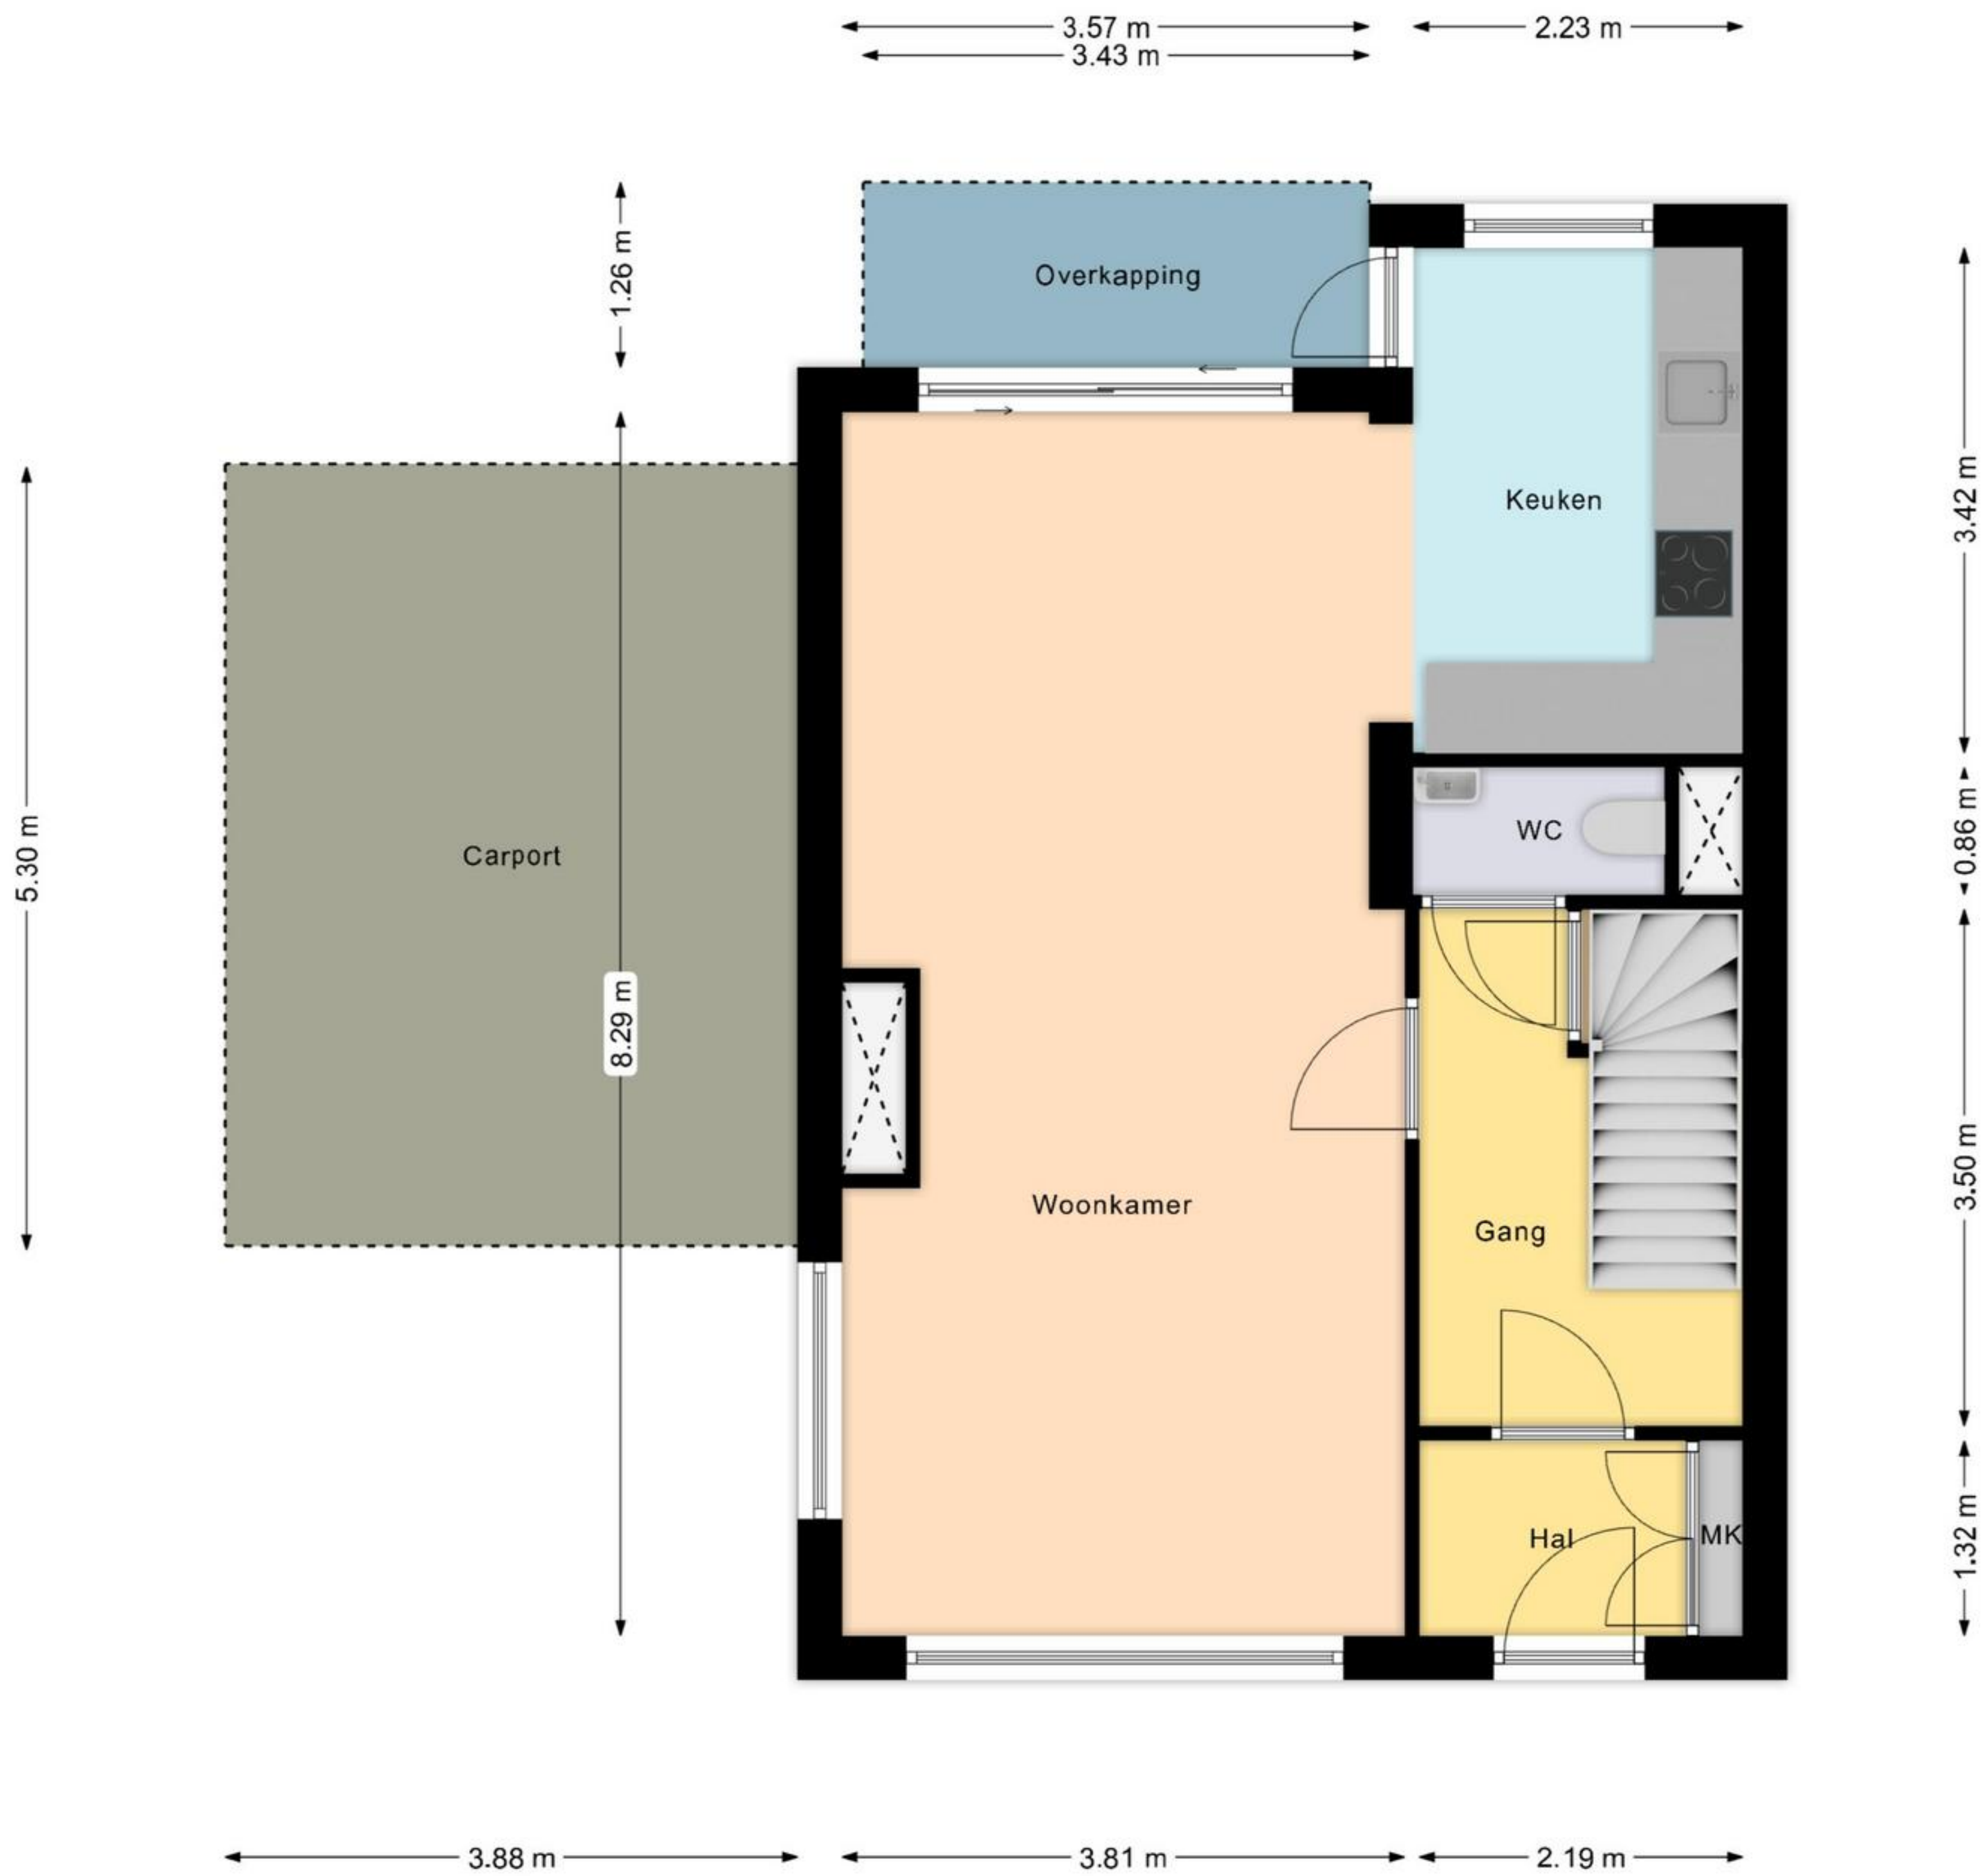 3.57 m
2.23 m
3.43 m
1.26 m
Overkapping
3.42 m
Keuken
5.30 m
Carport
WC
0.86 m
8.29 m
Woonkamer
Gang
3.50 m
Hal
MK
1.32 m
3.88 m
3.81 m
2.19 m